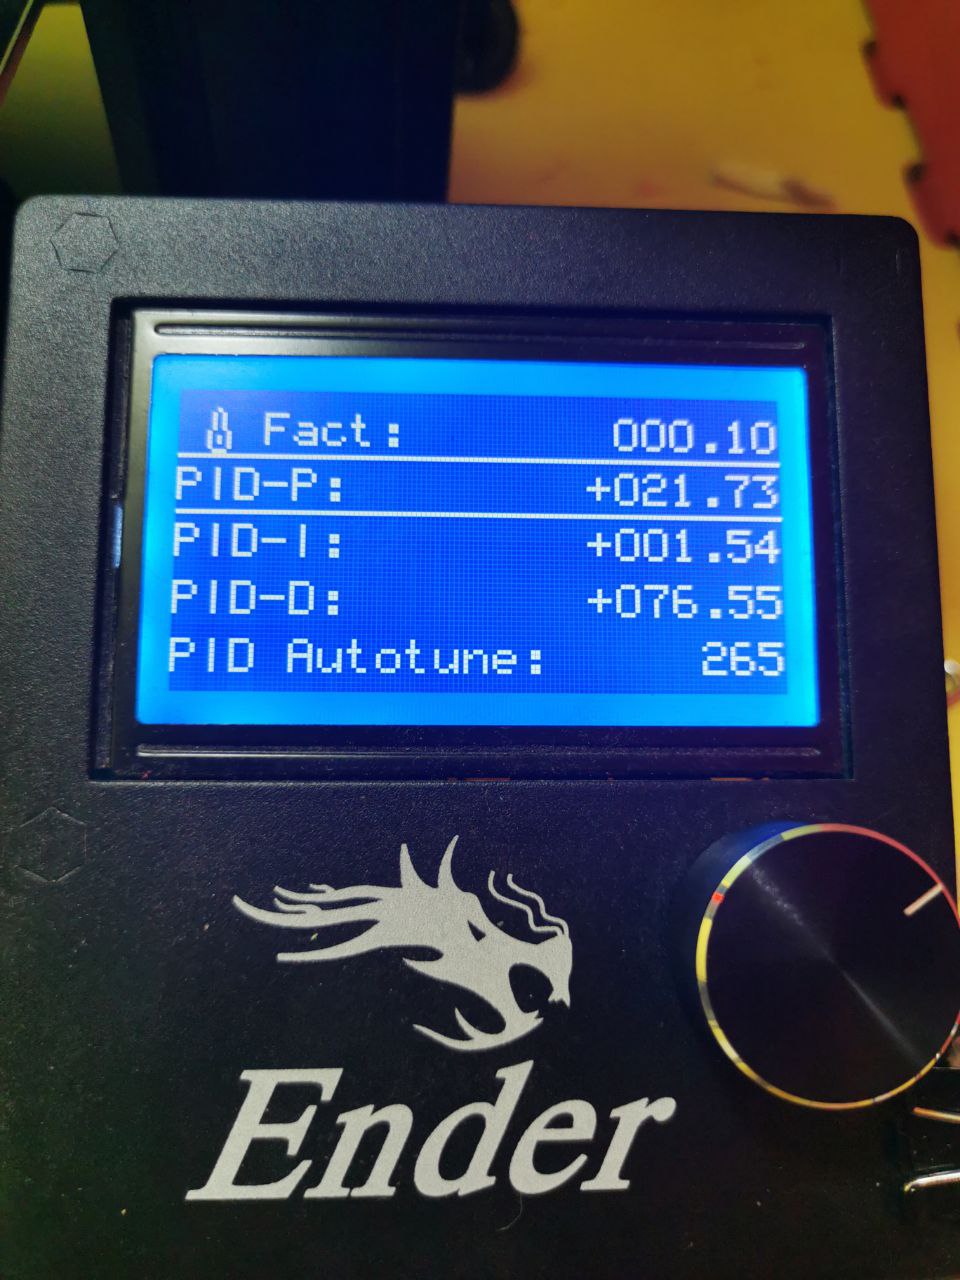 Fact: 000.10
PID-P: +021.73
PID-I: +001.54
PID-D: +076.55
PID Autotune: 265
Ender